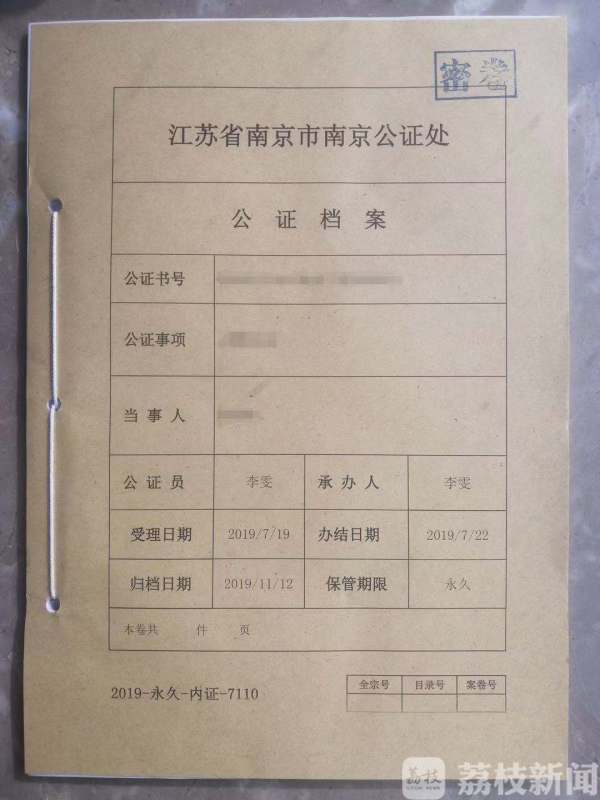 密卷
江苏省南京市南京公证处
公证档案
公证书号
公证事项
当事人
公证员 李雯 承办人 李雯
受理日期 2019/7/19 办结日期 2019/7/22
归档日期 2019/11/12 保管期限 永久
本卷共 件 页
全宗号 目录号 案卷号
2019-永久-内证-7110
荔枝 荔枝新闻